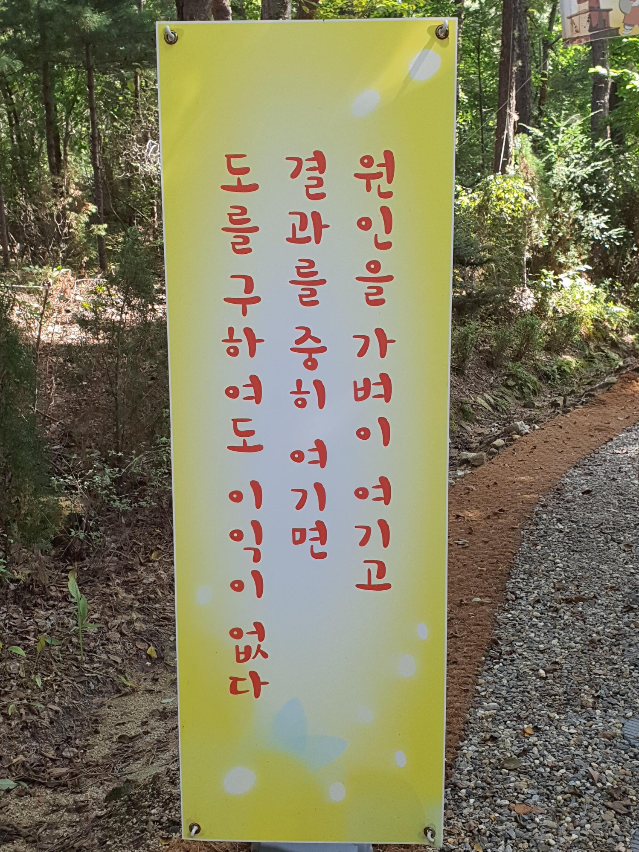 원인을 가벼이 여기고
결과를 중히 여기면
도를 구하여도 이익이 없다